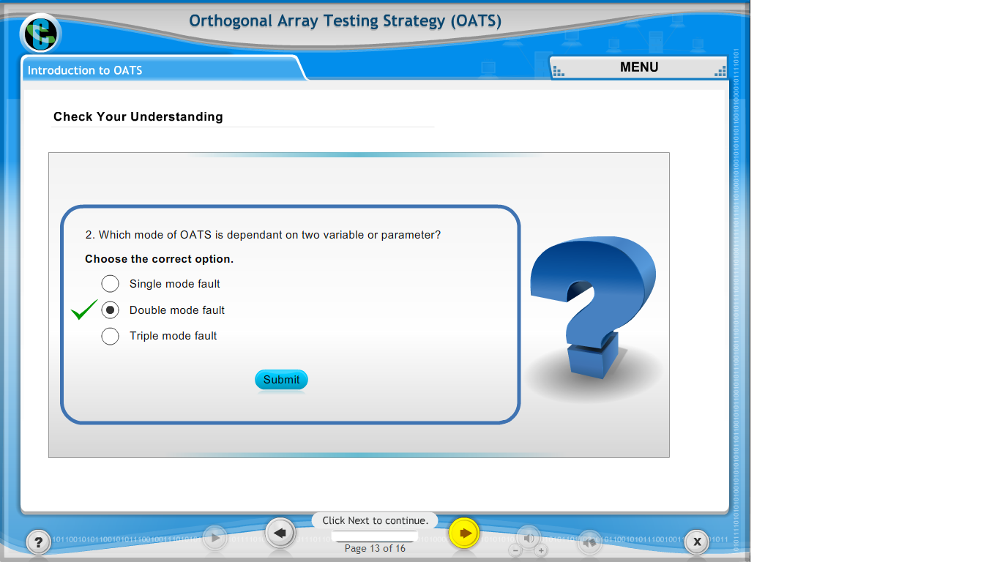 Orthogonal Array Testing Strategy (OATS)
Introduction to OATS
MENU
Check Your Understanding
2. Which mode of OATS is dependant on two variable or parameter?
Choose the correct option.
Single mode fault
Double mode fault
Triple mode fault
Submit
Click Next to continue.
Page 13 of 16
?
X